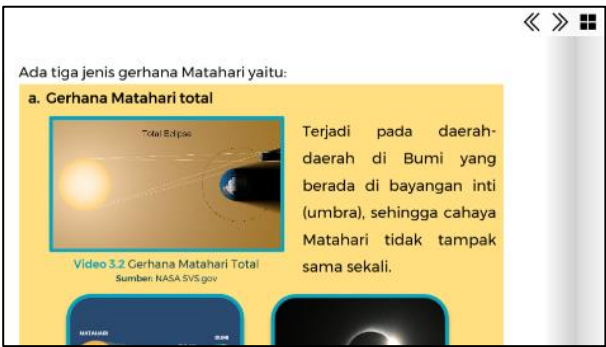 Ada tiga jenis gerhana Matahari yaitu:
a. Gerhana Matahari total
Total Eclipse
Video 3.2 Gerhana Matahari Total
Sumber: NASA SVS.gov
Terjadi pada daerah-
daerah di Bumi yang
berada di bayangan inti
(umbra), sehingga cahaya
Matahari tidak tampak
sama sekali.
MATAHARI
BUMI